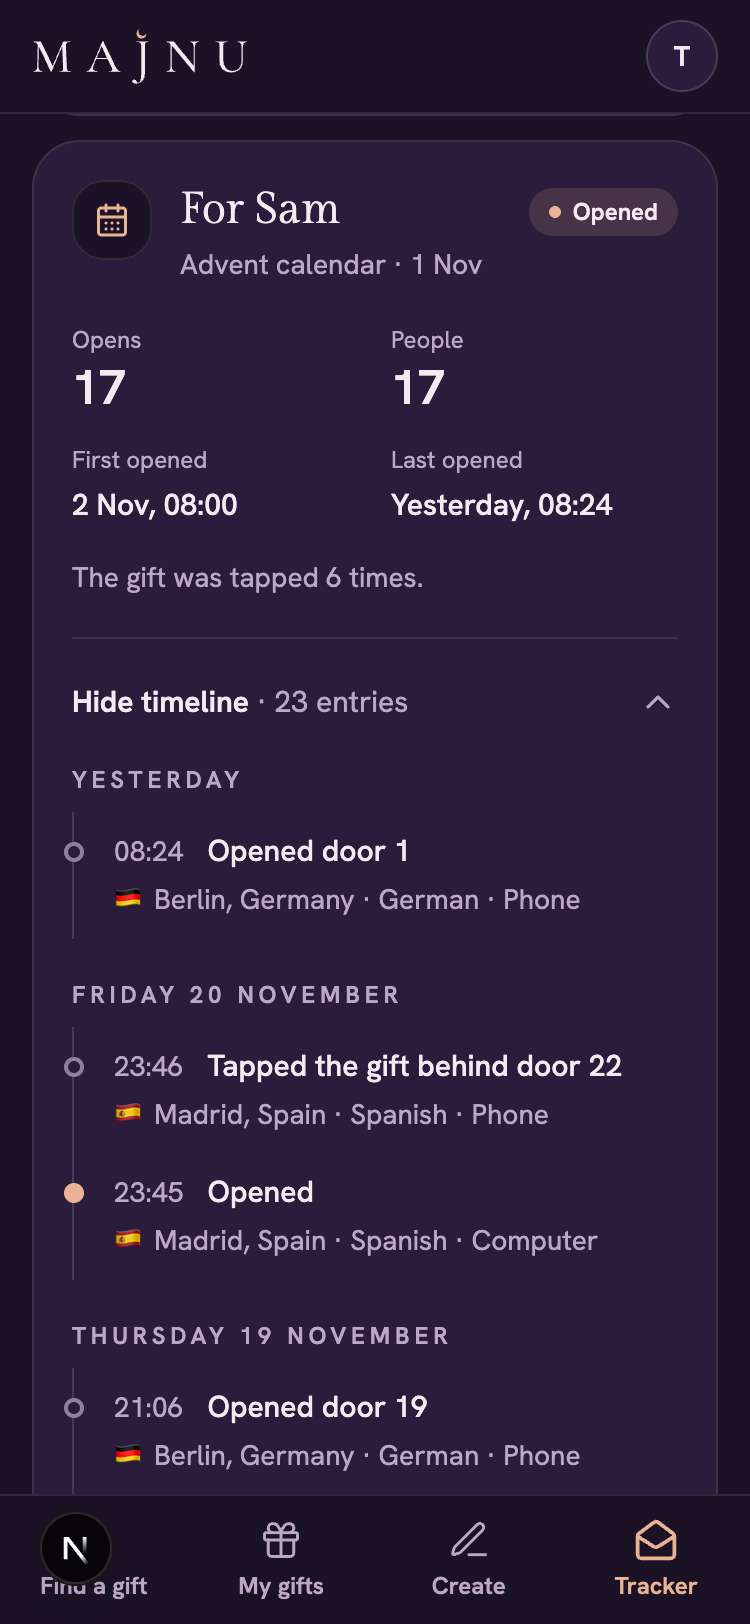 MAJNU
T
For Sam
Opened
Advent calendar · 1 Nov
Opens
People
17
17
First opened
Last opened
2 Nov, 08:00
Yesterday, 08:24
The gift was tapped 6 times.
Hide timeline · 23 entries
YESTERDAY
08:24 Opened door 1
Berlin, Germany · German · Phone
FRIDAY 20 NOVEMBER
23:46 Tapped the gift behind door 22
Madrid, Spain · Spanish · Phone
23:45 Opened
Madrid, Spain · Spanish · Computer
THURSDAY 19 NOVEMBER
21:06 Opened door 19
Berlin, Germany · German · Phone
N
Find a gift
My gifts
Create
Tracker